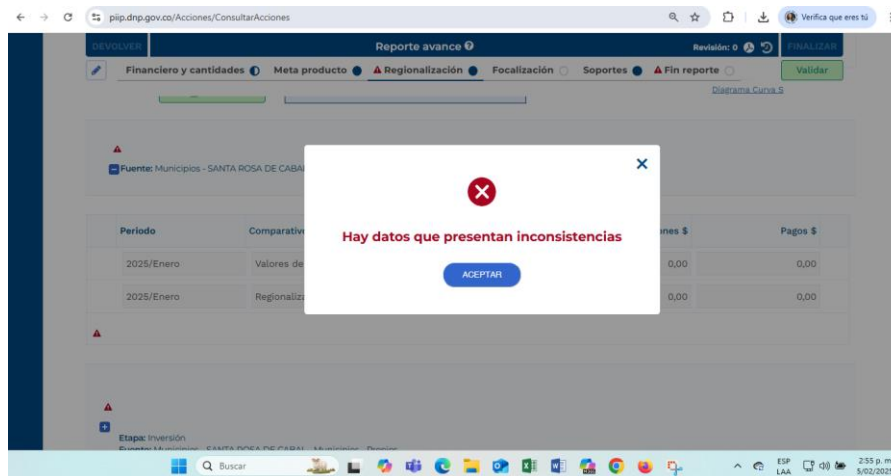 piip.dnp.gov.co/Acciones/ConsultarAcciones
Verifica que eres tú
DEVOLVER
Reporte avance
Revisión: 0
FINALIZAR
Financiero y cantidades
Meta producto
Regionalización
Focalización
Soportes
Fin reporte
Validar
Diagrama Curva S
Fuente: Municipios - SANTA ROSA DE CABAL
Hay datos que presentan inconsistencias
ACEPTAR
Periodo
Pagos $
2025/Enero
Valores de
0,00
0,00
2025/Enero
0,00
0,00
Etapa: Inversión
Buscar
ESP
LAA
2:55 p. m.
5/02/2025